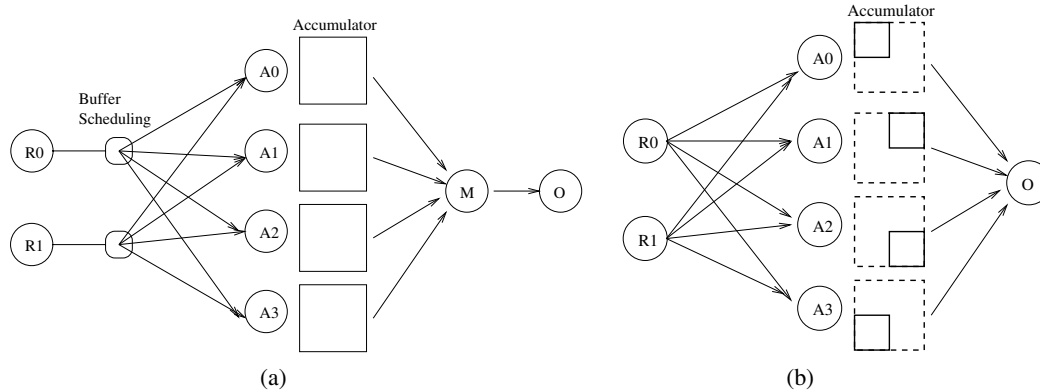 Accumulator
Buffer
Scheduling
A0
R0
A1
M
O
R1
A2
A3
(a)
Accumulator
A0
R0
A1
O
R1
A2
A3
(b)